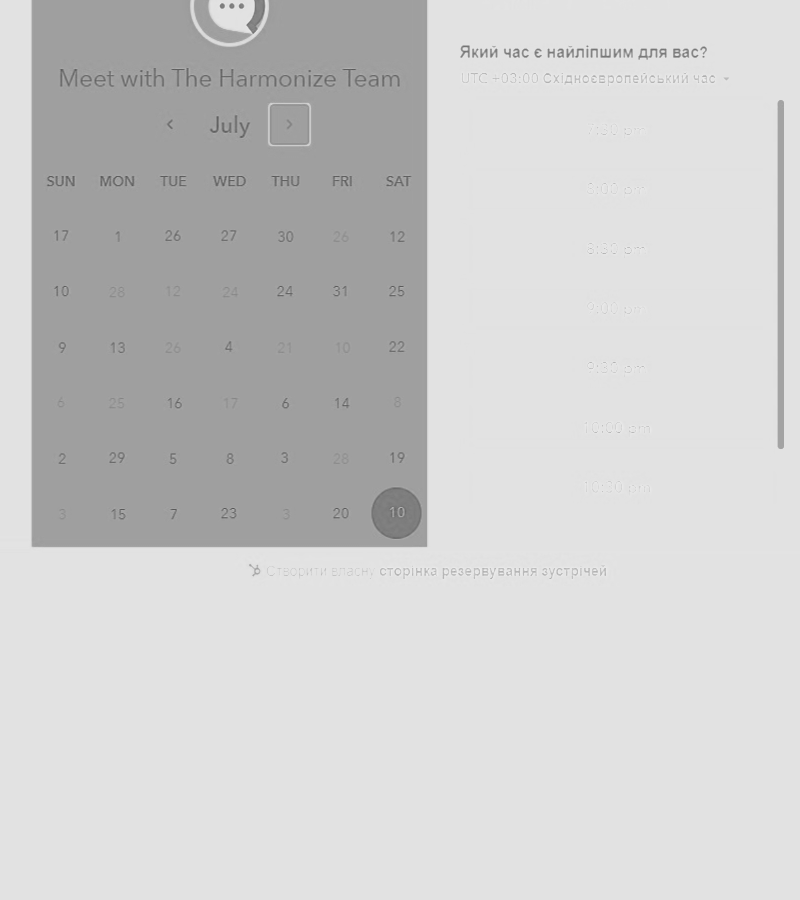 Meet with The Harmonize Team
July
SUN MON TUE WED THU FRI SAT
17 1 26 27 30 26 12
10 28 12 24 24 31 25
9 13 26 4 21 10 22
6 25 16 17 6 14 8
2 29 5 8 3 28 19
3 15 7 23 3 20 10
Який час є найліпшим для вас?
UTC +03:00 Східноєвропейський час
7:30 pm
8:00 pm
8:30 pm
9:00 pm
9:30 pm
10:00 pm
10:30 pm
Створити власну сторінка резервування зустрічей